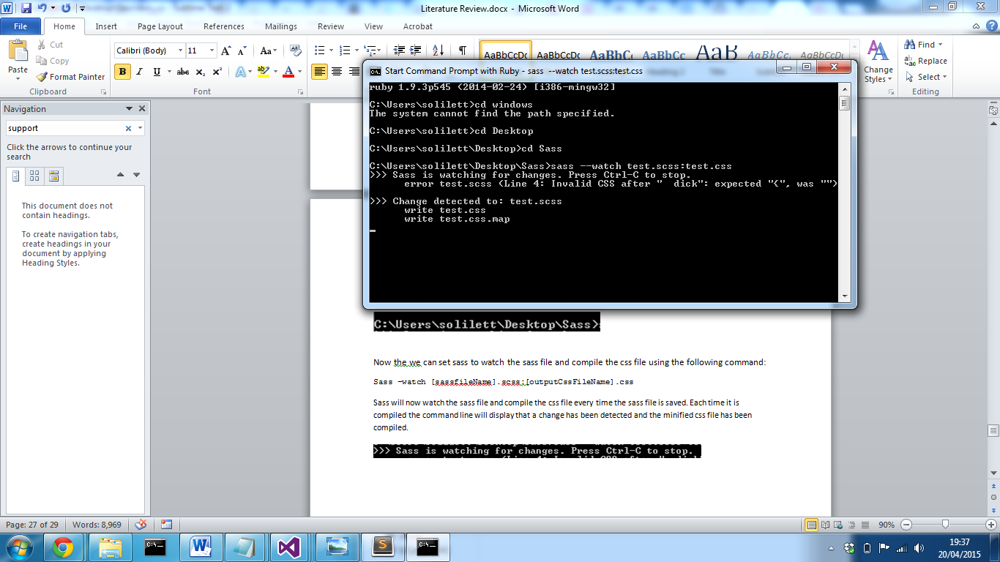 Literature Review.docx - Microsoft Word
File Home Insert Page Layout References Mailings Review View Acrobat
Paste
Cut
Copy
Format Painter
Clipboard
Calibri (Body) 11
Font
AaBbCcDc AaBbCcDc AaBbC AaBbCc AaB AaBbCc. AaBbCcDc
Change
Styles
Find
Replace
Select
Editing
Navigation
support
Click the arrows to continue your
search
This document does not
contain headings.
To create navigation tabs,
create headings in your
document by applying
Heading Styles.
Start Command Prompt with Ruby - sass --watch test.scss:test.css
ruby 1.9.3p545 (2014-02-24) [i386-mingw32]
C:\Users\solilett>cd windows
The system cannot find the path specified.
C:\Users\solilett>cd Desktop
C:\Users\solilett\Desktop>cd Sass
C:\Users\solilett\Desktop\Sass>sass --watch test.scss:test.css
>>> Sass is watching for changes. Press Ctrl-C to stop.
error test.scss (Line 4: Invalid CSS after "  dick": expected "{", was "")
>>> Change detected to: test.scss
write test.css
write test.css.map
C:\Users\solilett\Desktop\Sass>
Now the we can set sass to watch the sass file and compile the css file using the following command:
Sass –watch [sassfileName].scss:[outputCssFileName].css
Sass will now watch the sass file and compile the css file every time the sass file is saved. Each time it is
compiled the command line will display that a change has been detected and the minified css file has been
compiled.
>>> Sass is watching for changes. Press Ctrl-C to stop.
Page: 27 of 29 Words: 8,969 90%
19:37
20/04/2015